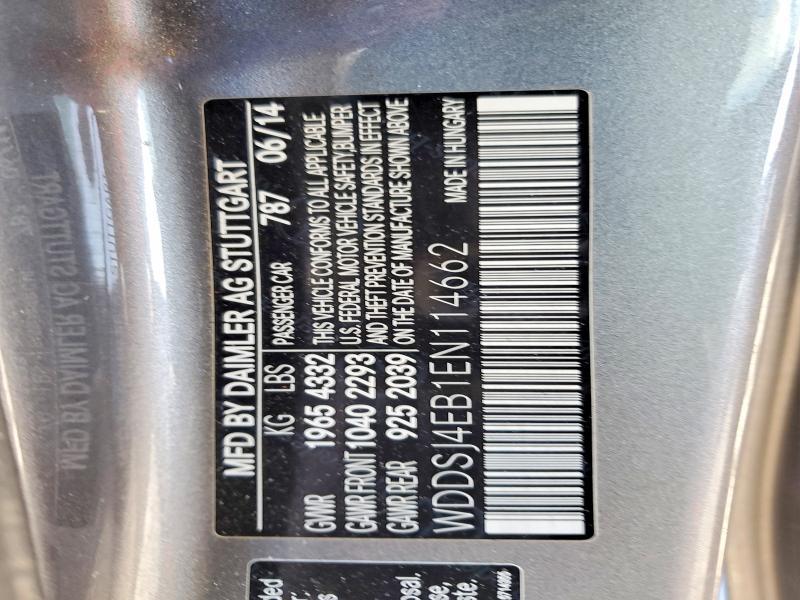 MFD BY DAIMLER AG STUTTGART
KG LBS PASSENGER CAR 787 06/14
GVWR 1965 4332 THIS VEHICLE CONFORMS TO ALL APPLICABLE
GAWR FRONT 1040 2293 U.S. FEDERAL MOTOR VEHICLE SAFETY, BUMPER
AND THEFT PREVENTION STANDARDS IN EFFECT
GAWR REAR 925 2039 ON THE DATE OF MANUFACTURE SHOWN ABOVE
WDDSJ4EB1EN114662 MADE IN HUNGARY